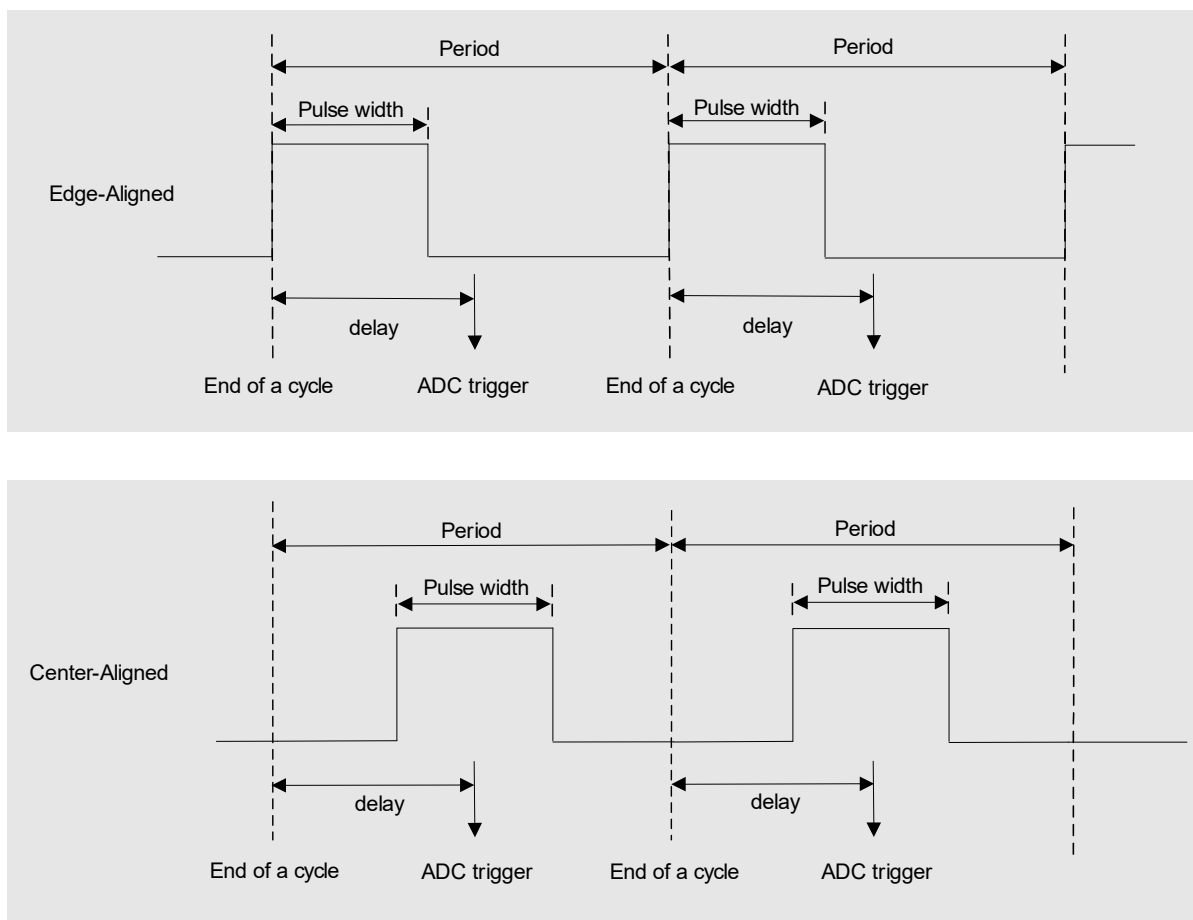 Period
Period
Pulse width
Pulse width
Edge-Aligned
delay
delay
End of a cycle
ADC trigger
End of a cycle
ADC trigger
Period
Period
Pulse width
Pulse width
Center-Aligned
delay
delay
End of a cycle
ADC trigger
End of a cycle
ADC trigger